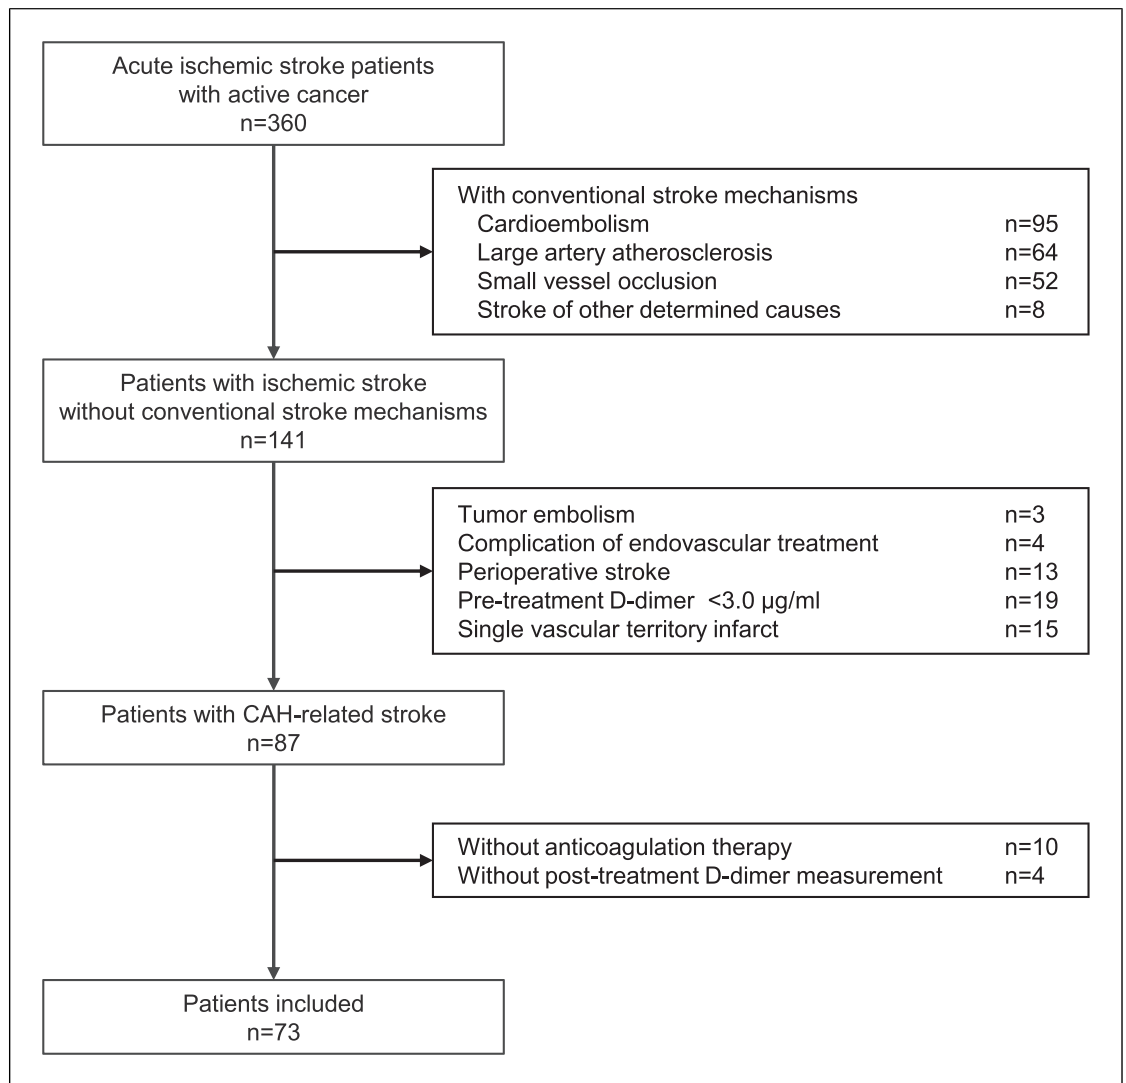 Acute ischemic stroke patients
with active cancer
n=360
With conventional stroke mechanisms
Cardioembolism n=95
Large artery atherosclerosis n=64
Small vessel occlusion n=52
Stroke of other determined causes n=8
Patients with ischemic stroke
without conventional stroke mechanisms
n=141
Tumor embolism n=3
Complication of endovascular treatment n=4
Perioperative stroke n=13
Pre-treatment D-dimer <3.0 µg/ml n=19
Single vascular territory infarct n=15
Patients with CAH-related stroke
n=87
Without anticoagulation therapy n=10
Without post-treatment D-dimer measurement n=4
Patients included
n=73